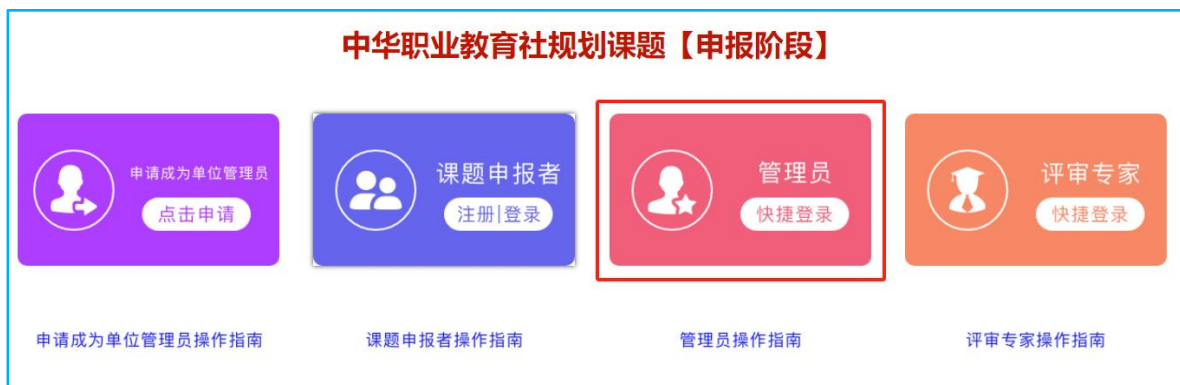 中华职业教育社规划课题【申报阶段】
申请成为单位管理员
点击申请
课题申报者
注册|登录
管理员
快捷登录
评审专家
快捷登录
申请成为单位管理员操作指南
课题申报者操作指南
管理员操作指南
评审专家操作指南